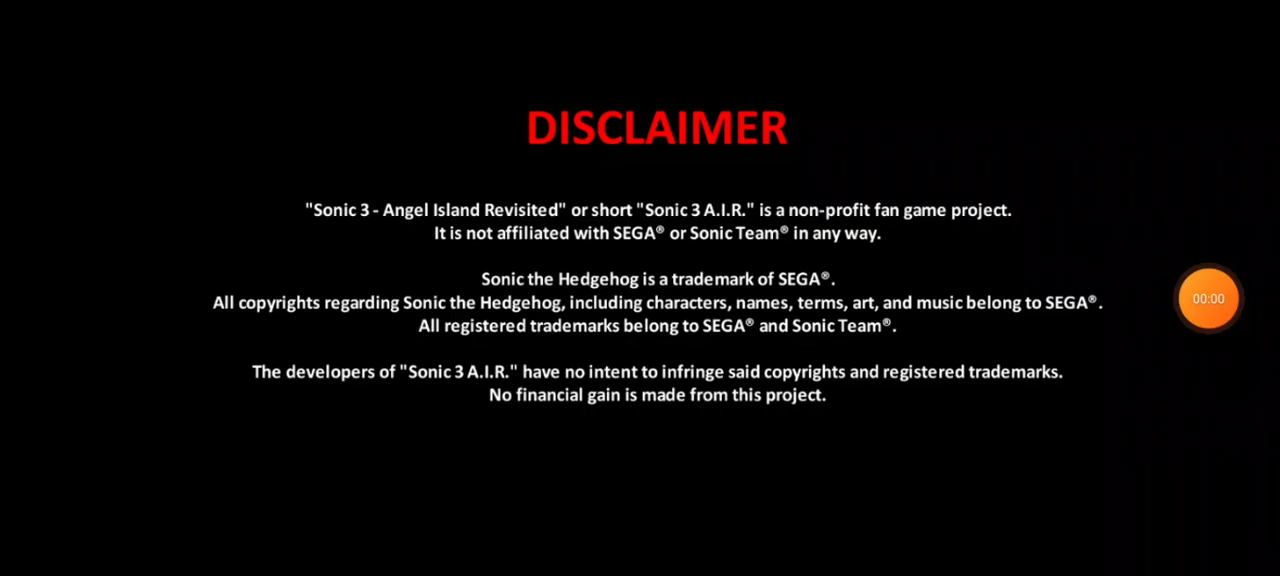 DISCLAIMER
"Sonic 3 - Angel Island Revisited" or short "Sonic 3 A.I.R." is a non-profit fan game project.
It is not affiliated with SEGA® or Sonic Team® in any way.
Sonic the Hedgehog is a trademark of SEGA®.
All copyrights regarding Sonic the Hedgehog, including characters, names, terms, art, and music belong to SEGA®.
00:00
All registered trademarks belong to SEGA® and Sonic Team®.
The developers of "Sonic 3 A.I.R." have no intent to infringe said copyrights and registered trademarks.
No financial gain is made from this project.